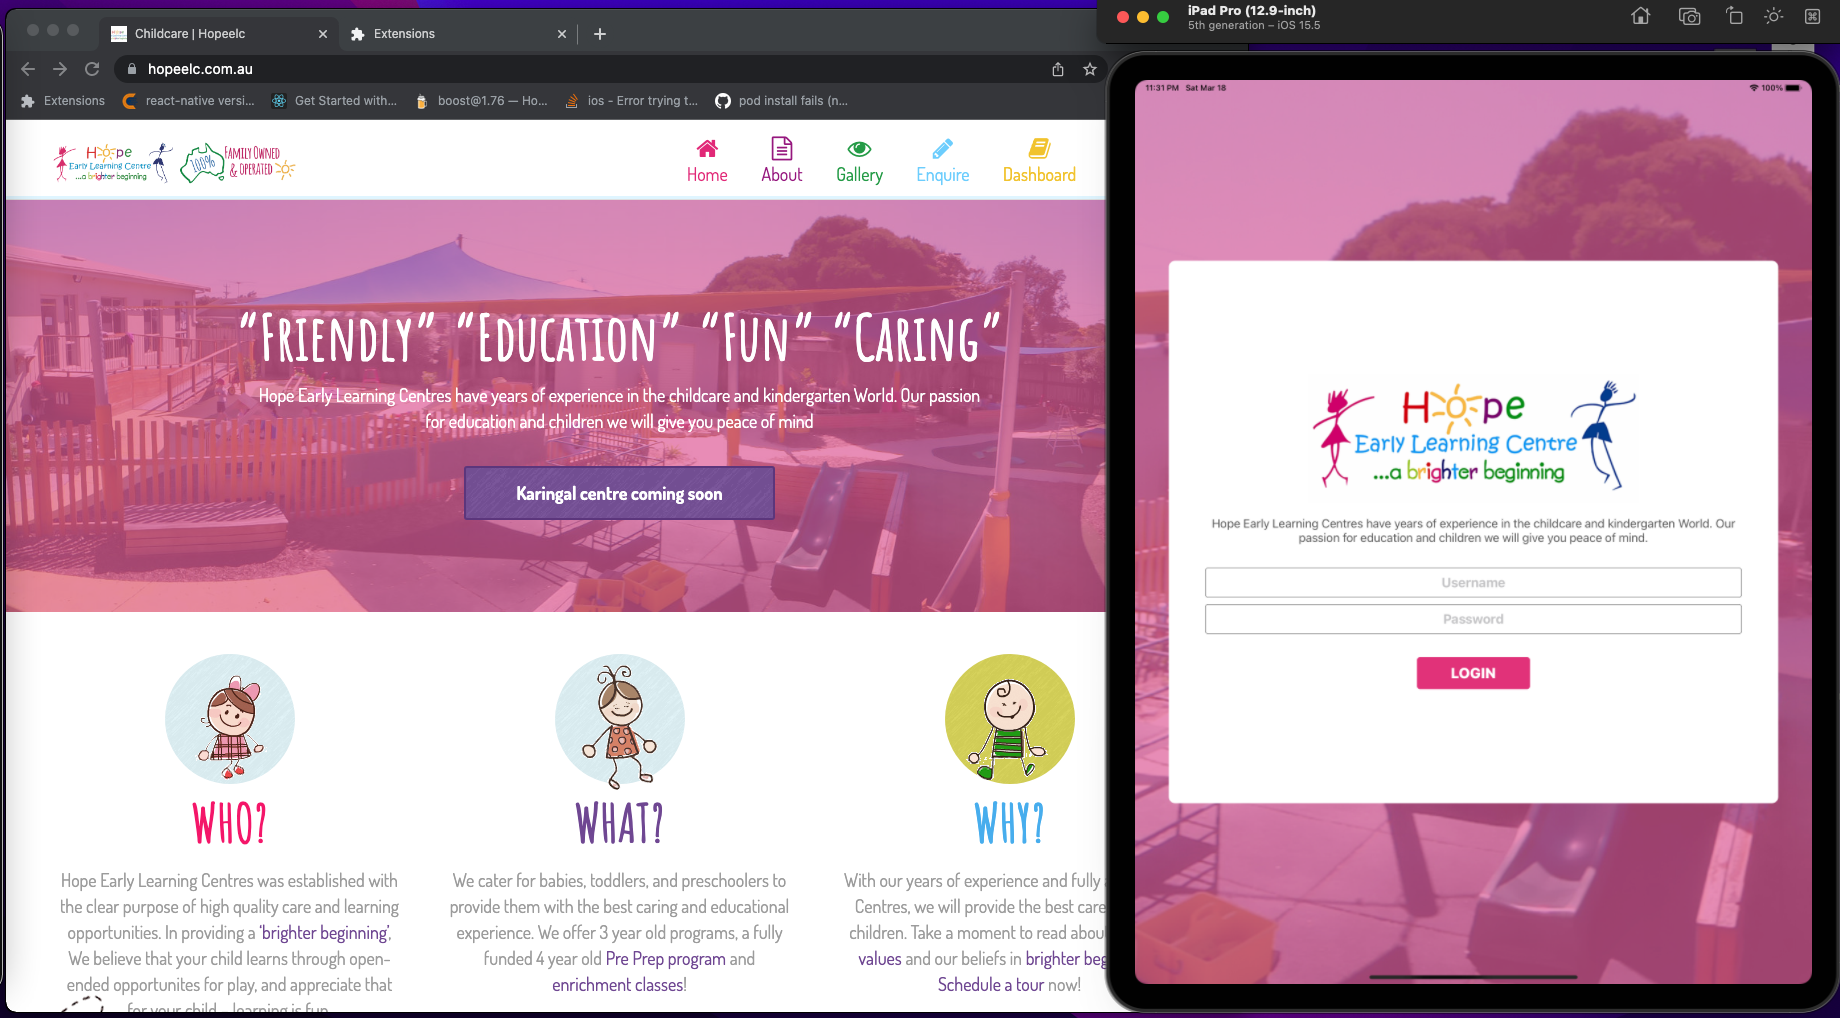 Childcare | Hopeelc
Extensions
hopeelc.com.au
Extensions
react-native versi...
Get Started with...
boost@1.76 — Ho...
ios - Error trying t...
pod install fails (n...
Hope
Early Learning Centre
...a brighter beginning
100%
Family Owned
& Operated
Home
About
Gallery
Enquire
Dashboard
“Friendly” “Education” “Fun” “Caring”
Hope Early Learning Centres have years of experience in the childcare and kindergarten World. Our passion
for education and children we will give you peace of mind
Karingal centre coming soon
WHO?
Hope Early Learning Centres was established with
the clear purpose of high quality care and learning
opportunities. In providing a ‘brighter beginning’,
We believe that your child learns through open-
ended opportunites for play, and appreciate that
for your child - learning is fun
WHAT?
We cater for babies, toddlers, and preschoolers to
provide them with the best caring and educational
experience. We offer 3 year old programs, a fully
funded 4 year old Pre Prep program and
enrichment classes!
WHY?
With our years of experience and fully
Centres, we will provide the best care
children. Take a moment to read abou
values and our beliefs in brighter beg
Schedule a tour now!
iPad Pro (12.9-inch)
5th generation – iOS 15.5
11:31 PM Sat Mar 18
100%
Hope
Early Learning Centre
...a brighter beginning
Hope Early Learning Centres have years of experience in the childcare and kindergarten World. Our
passion for education and children we will give you peace of mind.
Username
Password
LOGIN